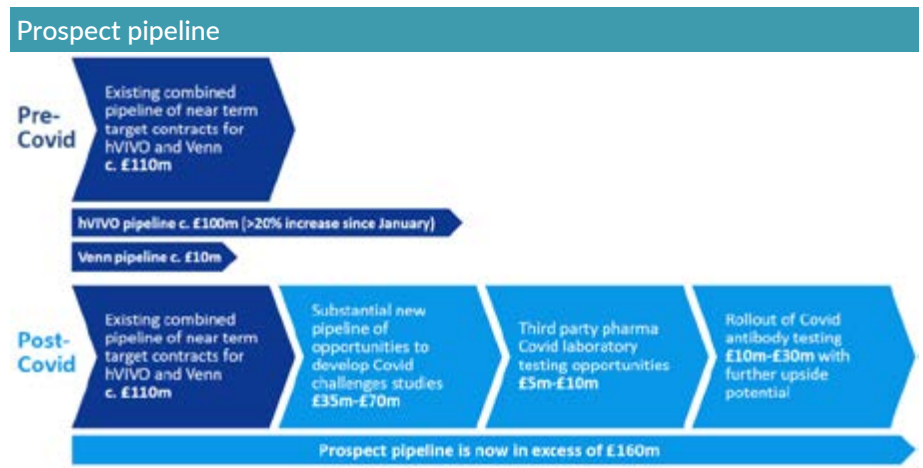 Prospect pipeline
Pre-
Covid
Existing combined
pipeline of near term
target contracts for
hVIVO and Venn
c. £110m
hVIVO pipeline c. £100m (>20% increase since January)
Venn pipeline c. £10m
Post-
Covid
Existing combined
pipeline of near term
target contracts for
hVIVO and Venn
c. £110m
Substantial new
pipeline of
opportunities to
develop Covid
challenges studies
£35m-£70m
Third party pharma
Covid laboratory
testing opportunities
£5m-£10m
Rollout of Covid
antibody testing
£10m-£30m with
further upside
potential
Prospect pipeline is now in excess of £160m